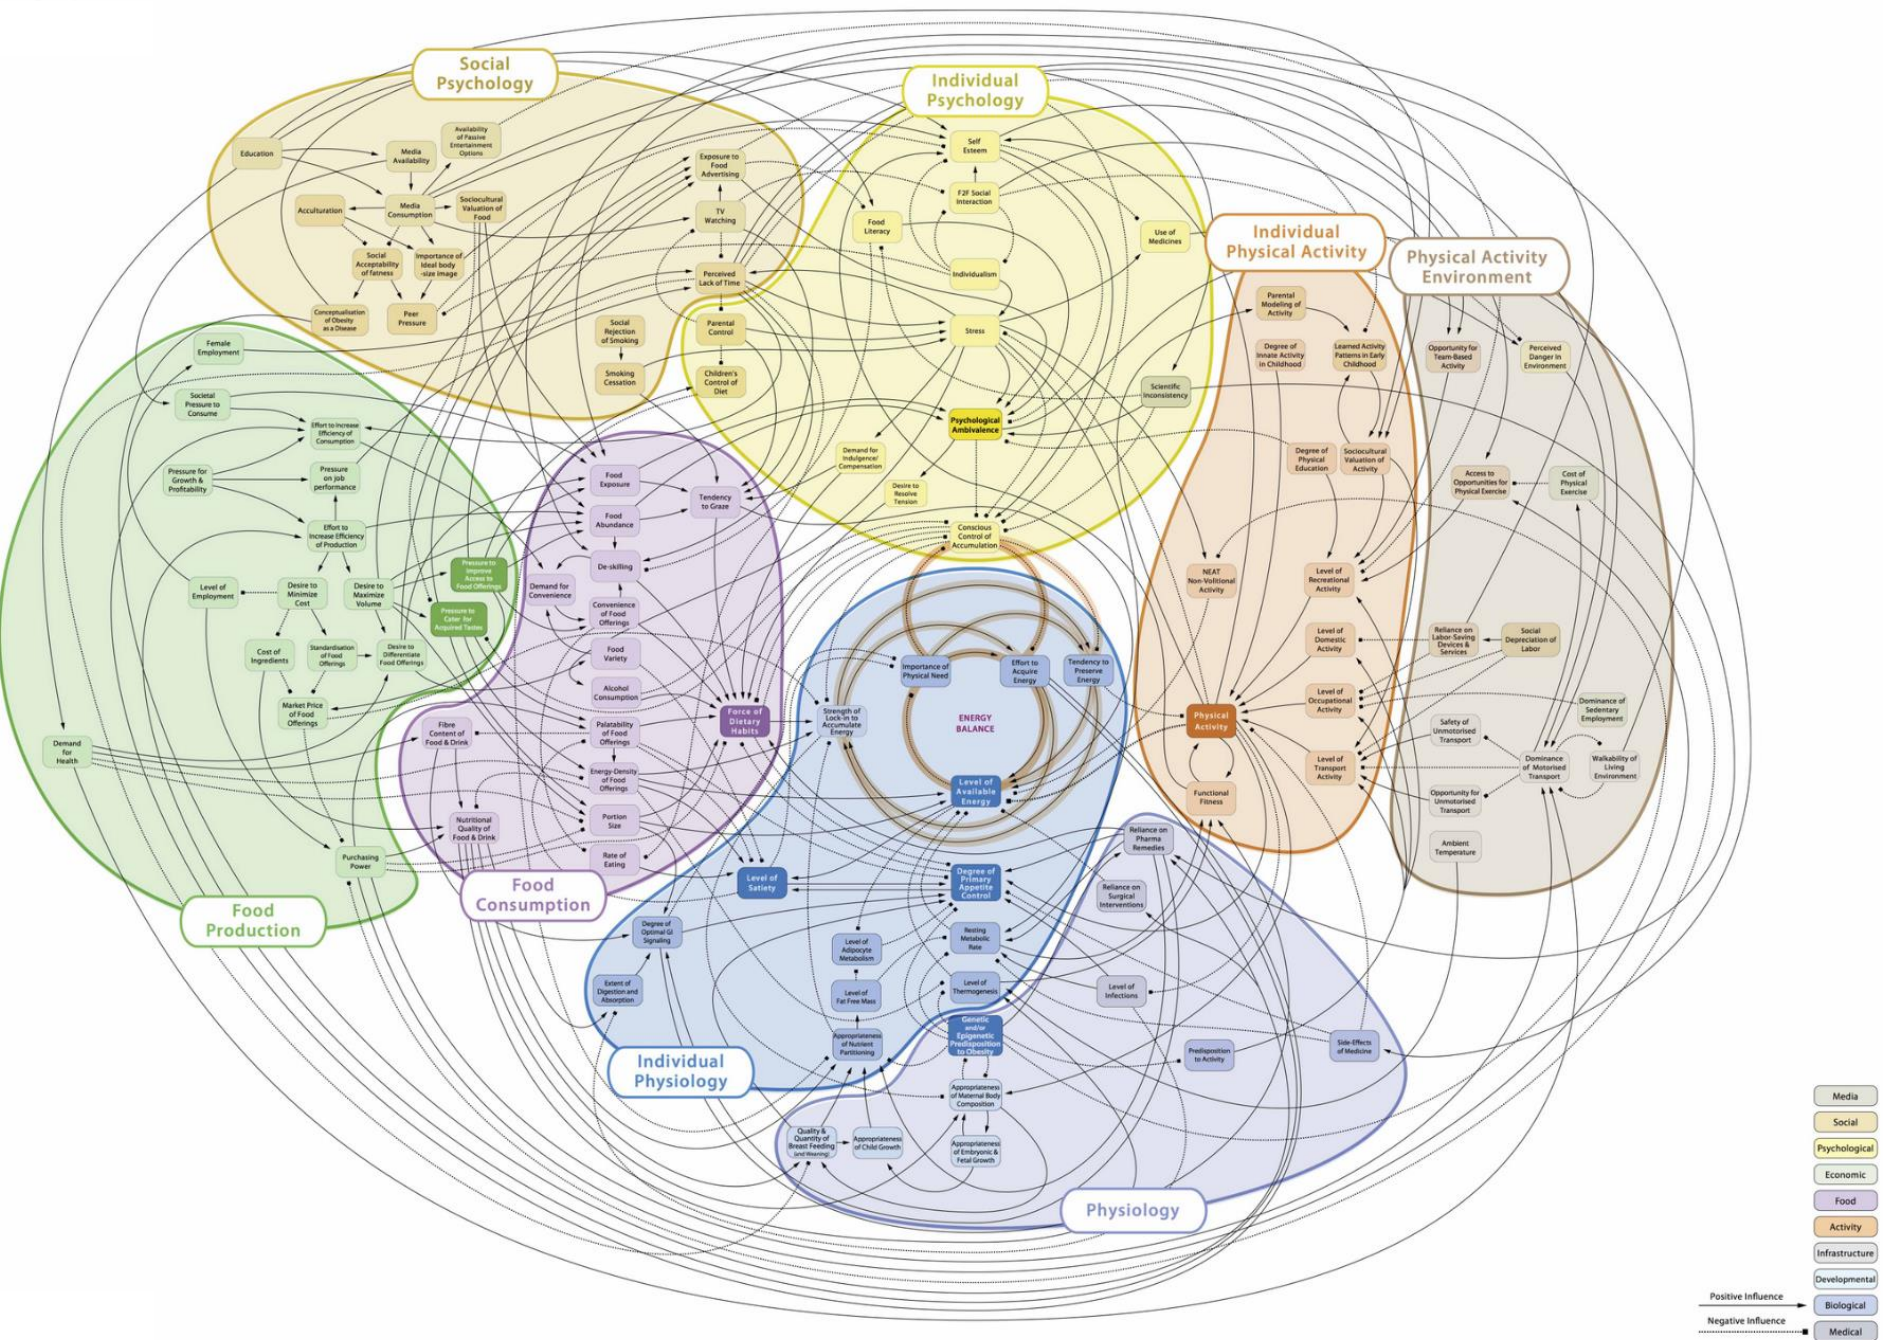 Social
Psychology
Education
Media
Availability
Availability
of Passive
Entertainment
Options
Acculturation
Media
Consumption
Sociocultural
Valuation of
Food
Social
Acceptability
of fatness
Importance of
Ideal body
-size image
Conceptualisation
of Obesity
as a Disease
Peer
Pressure
Exposure to
Food
Advertising
TV
Watching
Perceived
Lack of Time
Social
Rejection
of Smoking
Smoking
Cessation
Parental
Control
Children's
Control of
Diet
Individual
Psychology
Self
Esteem
F2F Social
Interaction
Food
Literacy
Use of
Medicines
Individualism
Stress
Scientific
Inconsistency
Psychological
Ambivalence
Demand for
Indulgence/
Compensation
Desire to
Resolve
Tension
Conscious
Control of
Accumulation
Individual
Physical Activity
Parental
Modeling of
Activity
Degree of
Innate Activity
in Childhood
Learned Activity
Patterns in Early
Childhood
Degree of
Physical
Education
Sociocultural
Valuation of
Activity
NEAT
Non-Volitional
Activity
Level of
Recreational
Activity
Level of
Domestic
Activity
Level of
Occupational
Activity
Level of
Transport
Activity
Physical
Activity
Functional
Fitness
Physical Activity
Environment
Opportunity for
Team-Based
Activity
Perceived
Danger in
Environment
Access to
Opportunities for
Physical Exercise
Cost of
Physical
Exercise
Reliance on
Labor-Saving
Devices &
Services
Social
Depreciation of
Labor
Dominance of
Sedentary
Employment
Safety of
Unmotorised
Transport
Dominance
of Motorised
Transport
Walkability of
Living
Environment
Opportunity for
Unmotorised
Transport
Ambient
Temperature
Female
Employment
Societal
Pressure to
Consume
Effort to Increase
Efficiency of
Consumption
Pressure for
Growth &
Profitability
Pressure
on job
performance
Effort to
Increase Efficiency
of Production
Level of
Employment
Desire to
Minimize
Cost
Desire to
Maximize
Volume
Pressure to
Improve
Access to
Food Offerings
Pressure to
Cater for
Acquired Tastes
Cost of
Ingredients
Standardisation
of Food
Offerings
Desire to
Differentiate
Food Offerings
Market Price
of Food
Offerings
Demand
for
Health
Purchasing
Power
Food
Production
Food
Exposure
Tendency
to Graze
Food
Abundance
De-skilling
Demand for
Convenience
Convenience
of Food
Offerings
Food
Variety
Alcohol
Consumption
Force of
Dietary
Habits
Fibre
Content of
Food & Drink
Palatability
of Food
Offerings
Energy-Density
of Food
Offerings
Nutritional
Quality of
Food & Drink
Portion
Size
Rate of
Eating
Food
Consumption
Importance of
Physical Need
Effort to
Acquire
Energy
Tendency to
Preserve
Energy
Strength of
Lock-in to
Accumulate
Energy
ENERGY
BALANCE
Level of
Available
Energy
Level of
Satiety
Degree of
Primary
Appetite
Control
Degree of
Optimal GI
Signaling
Extent of
Digestion and
Absorption
Level of
Adipocyte
Metabolism
Resting
Metabolic
Rate
Level of
Fat Free Mass
Level of
Thermogenesis
Appropriateness
of Nutrient
Partitioning
Individual
Physiology
Genetic
and/or
Epigenetic
Predisposition
to Obesity
Reliance on
Pharma
Remedies
Reliance on
Surgical
Interventions
Level of
Infections
Predisposition
to Activity
Side-Effects
of Medicine
Appropriateness
of Maternal Body
Composition
Quality &
Quantity of
Breast Feeding
(and Weaning)
Appropriateness
of Child Growth
Appropriateness
of Embryonic &
Fetal Growth
Physiology
Media
Social
Psychological
Economic
Food
Activity
Infrastructure
Developmental
Biological
Medical
Positive Influence
Negative Influence